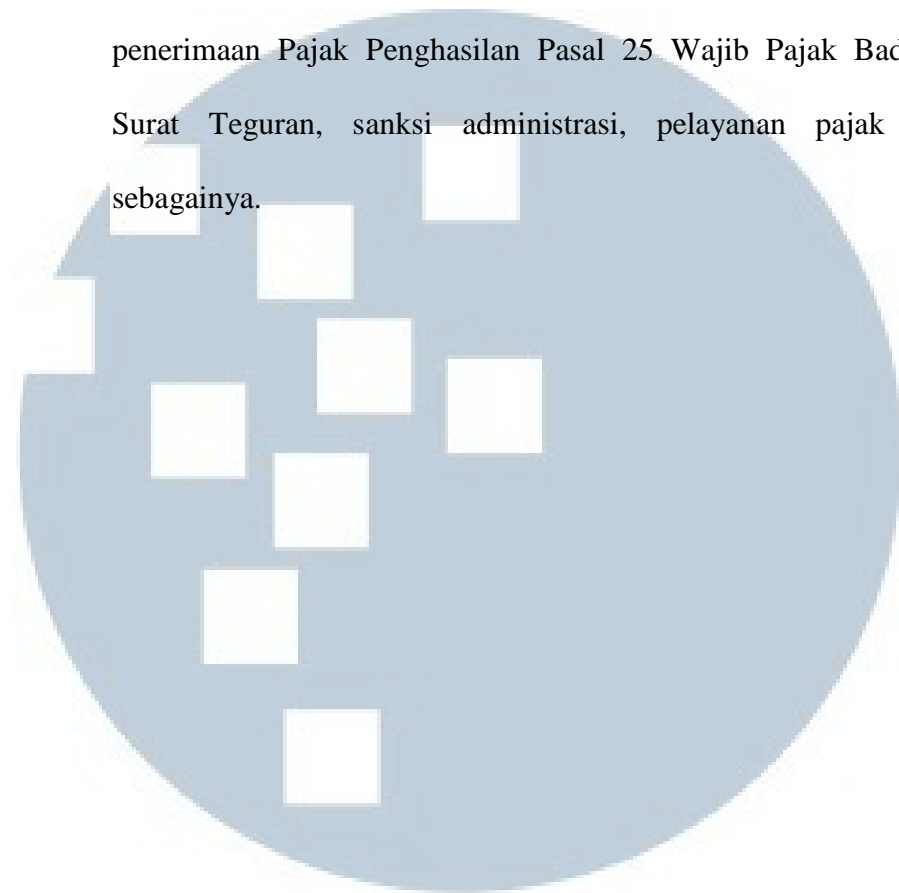 penerimaan Pajak Penghasilan Pasal 25 Wajib Pajak
Surat Teguran, sanksi administrasi, pelayanan pajak
sebagainya.